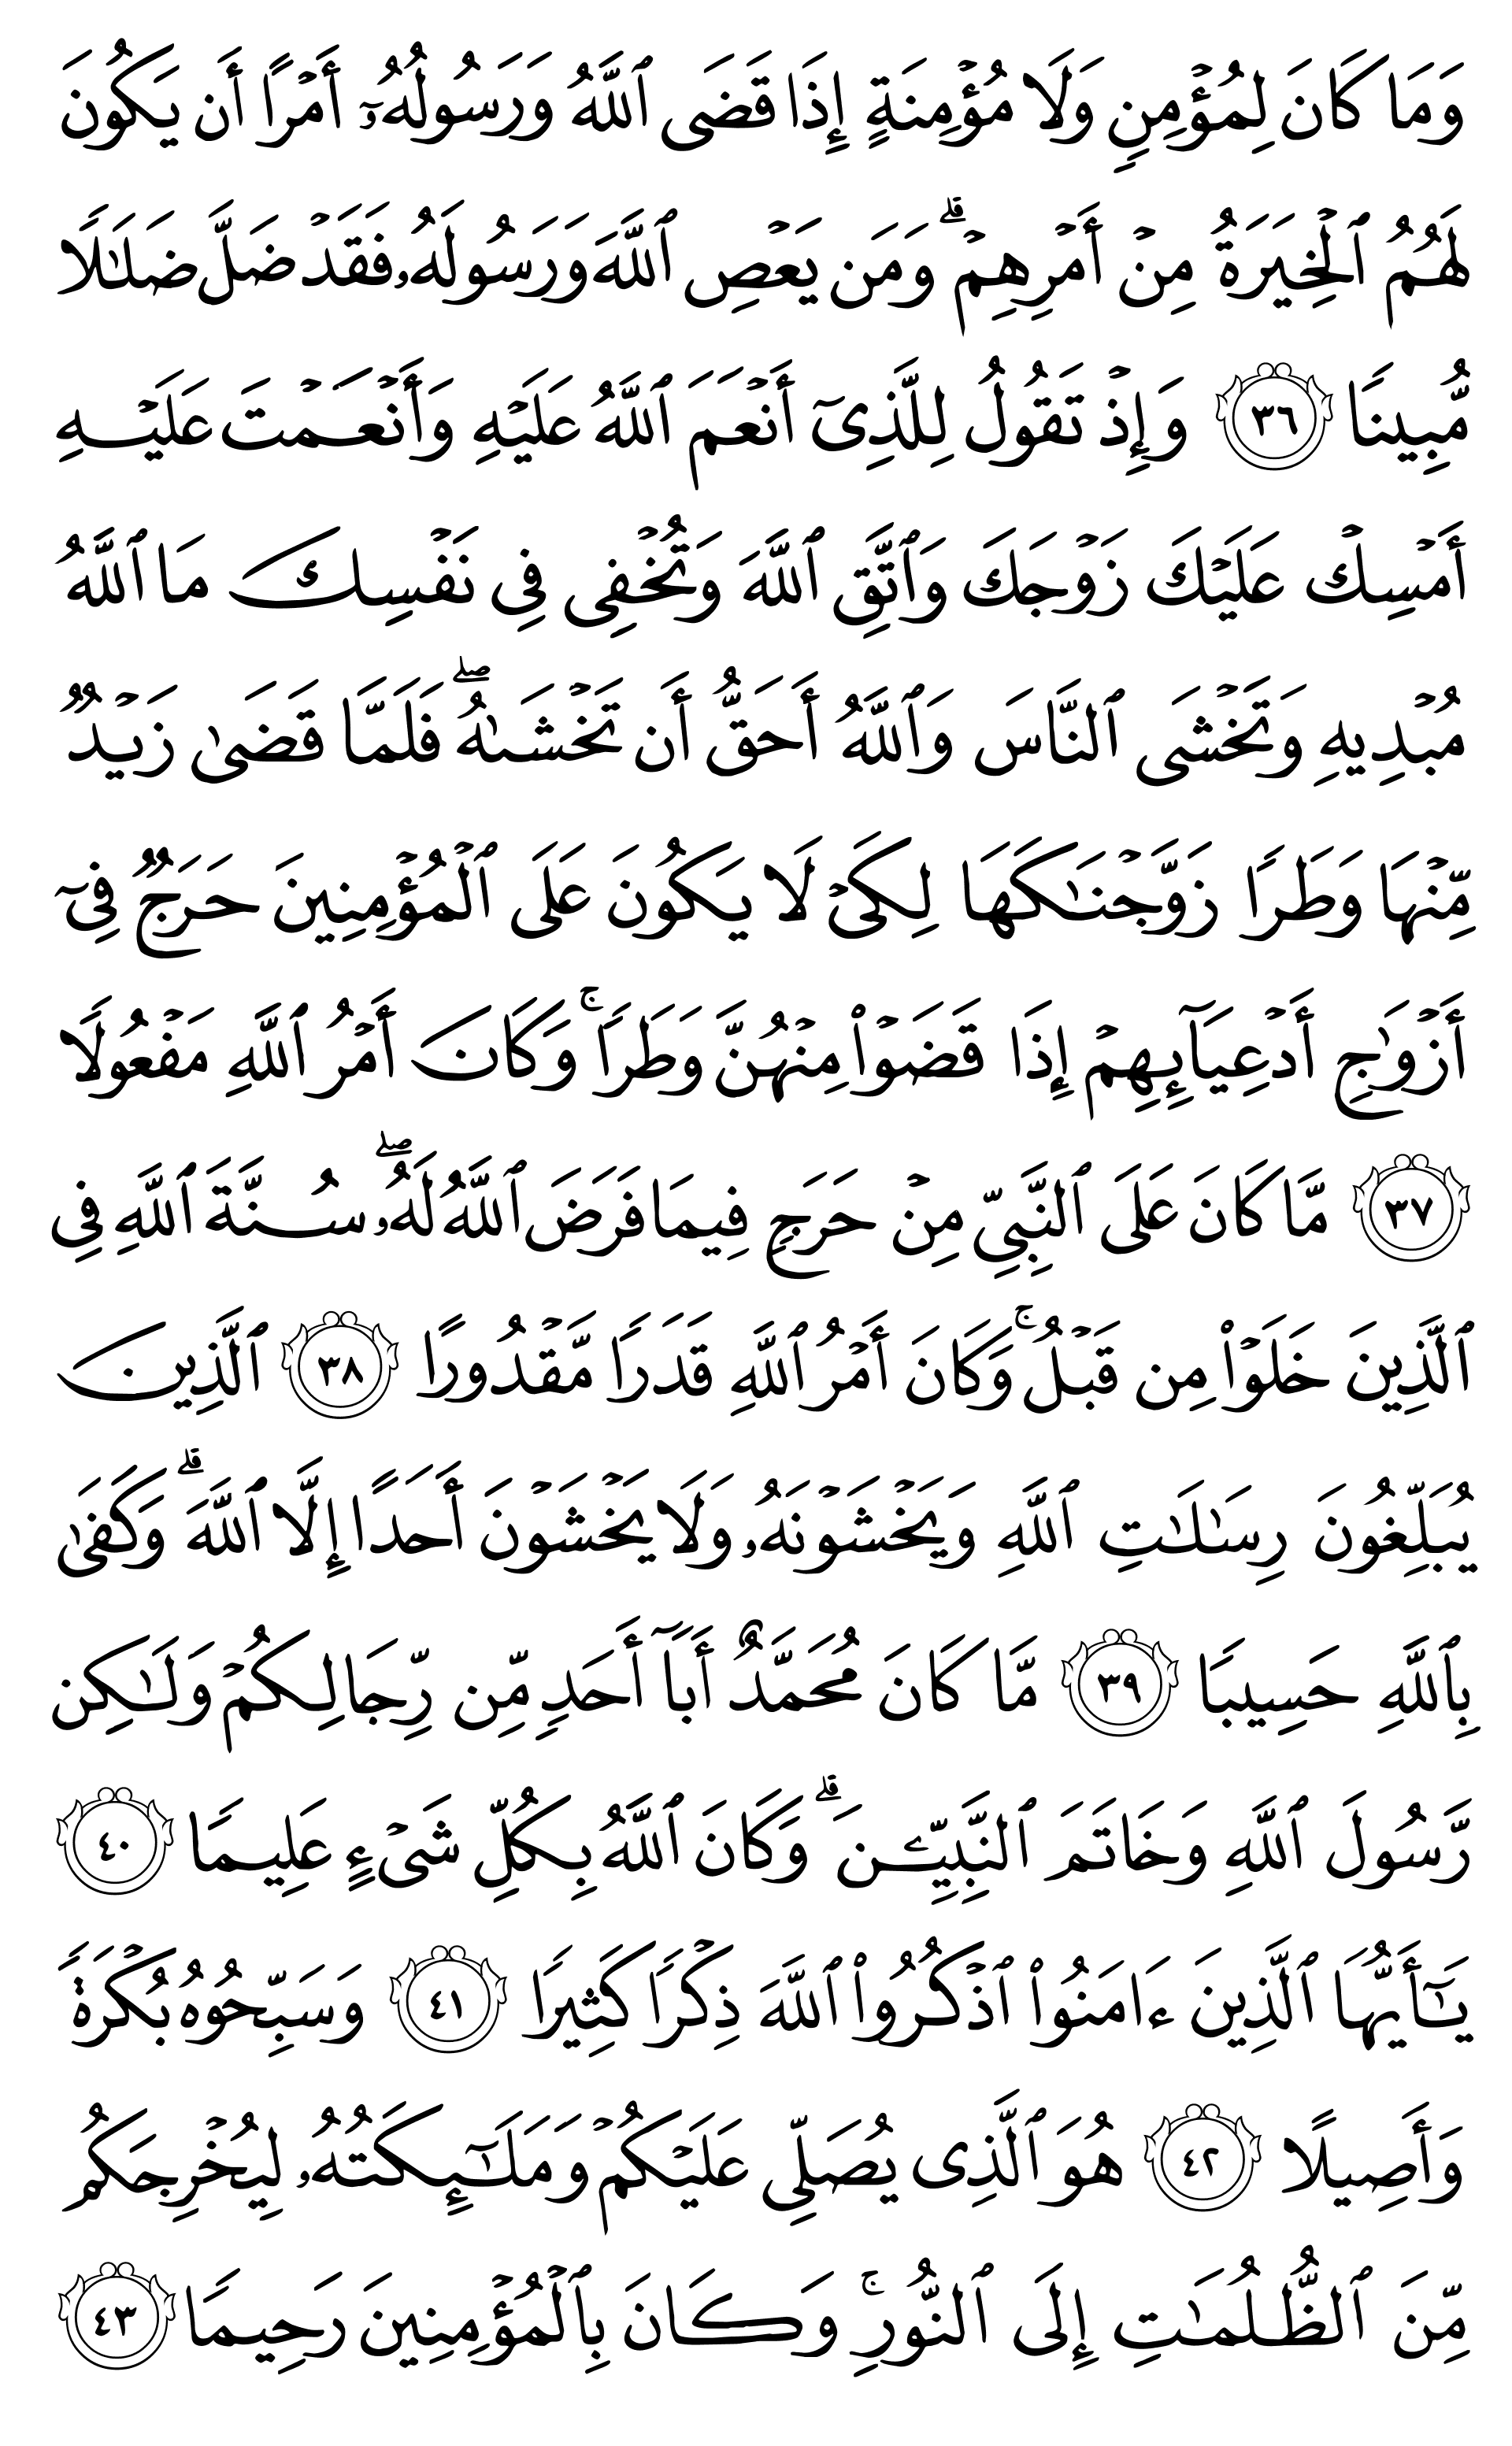 وَمَا كَانَ لِمُؤْمِنٍ وَلَا مُؤْمِنَةٍ إِذَا قَضَى ٱللَّهُ وَرَسُولُهُۥٓ أَمْرًا أَن يَكُونَ
لَهُمُ ٱلْخِيَرَةُ مِنْ أَمْرِهِمْ ۗ وَمَن يَعْصِ ٱللَّهَ وَرَسُولَهُۥ فَقَدْ ضَلَّ ضَلَـٰلًا
مُّبِينًا ٣٦ وَإِذْ تَقُولُ لِلَّذِىٓ أَنْعَمَ ٱللَّهُ عَلَيْهِ وَأَنْعَمْتَ عَلَيْهِ
أَمْسِكْ عَلَيْكَ زَوْجَكَ وَٱتَّقِ ٱللَّهَ وَتُخْفِى فِى نَفْسِكَ مَا ٱللَّهُ
مُبْدِيهِ وَتَخْشَى ٱلنَّاسَ وَٱللَّهُ أَحَقُّ أَن تَخْشَىٰهُ ۖ فَلَمَّا قَضَىٰ زَيْدٌ
مِّنْهَا وَطَرًا زَوَّجْنَـٰكَهَا لِكَىْ لَا يَكُونَ عَلَى ٱلْمُؤْمِنِينَ حَرَجٌ فِىٓ
أَزْوَٰجِ أَدْعِيَآئِهِمْ إِذَا قَضَوْا۟ مِنْهُنَّ وَطَرًا ۚ وَكَانَ أَمْرُ ٱللَّهِ مَفْعُولًا
٣٧ مَّا كَانَ عَلَى ٱلنَّبِىِّ مِنْ حَرَجٍ فِيمَا فَرَضَ ٱللَّهُ لَهُۥ ۖ سُنَّةَ ٱللَّهِ فِى
ٱلَّذِينَ خَلَوْا۟ مِن قَبْلُ ۚ وَكَانَ أَمْرُ ٱللَّهِ قَدَرًا مَّقْدُورًا ٣٨ ٱلَّذِينَ
يُبَلِّغُونَ رِسَـٰلَـٰتِ ٱللَّهِ وَيَخْشَوْنَهُۥ وَلَا يَخْشَوْنَ أَحَدًا إِلَّا ٱللَّهَ ۗ وَكَفَىٰ
بِٱللَّهِ حَسِيبًا ٣٩ مَّا كَانَ مُحَمَّدٌ أَبَآ أَحَدٍ مِّن رِّجَالِكُمْ وَلَـٰكِن
رَّسُولَ ٱللَّهِ وَخَاتَمَ ٱلنَّبِيِّـۧنَ ۗ وَكَانَ ٱللَّهُ بِكُلِّ شَىْءٍ عَلِيمًا ٤٠
يَـٰٓأَيُّهَا ٱلَّذِينَ ءَامَنُوا۟ ٱذْكُرُوا۟ ٱللَّهَ ذِكْرًا كَثِيرًا ٤١ وَسَبِّحُوهُ بُكْرَةً
وَأَصِيلًا ٤٢ هُوَ ٱلَّذِى يُصَلِّى عَلَيْكُمْ وَمَلَـٰٓئِكَتُهُۥ لِيُخْرِجَكُم
مِّنَ ٱلظُّلُمَـٰتِ إِلَى ٱلنُّورِ ۚ وَكَانَ بِٱلْمُؤْمِنِينَ رَحِيمًا ٤٣